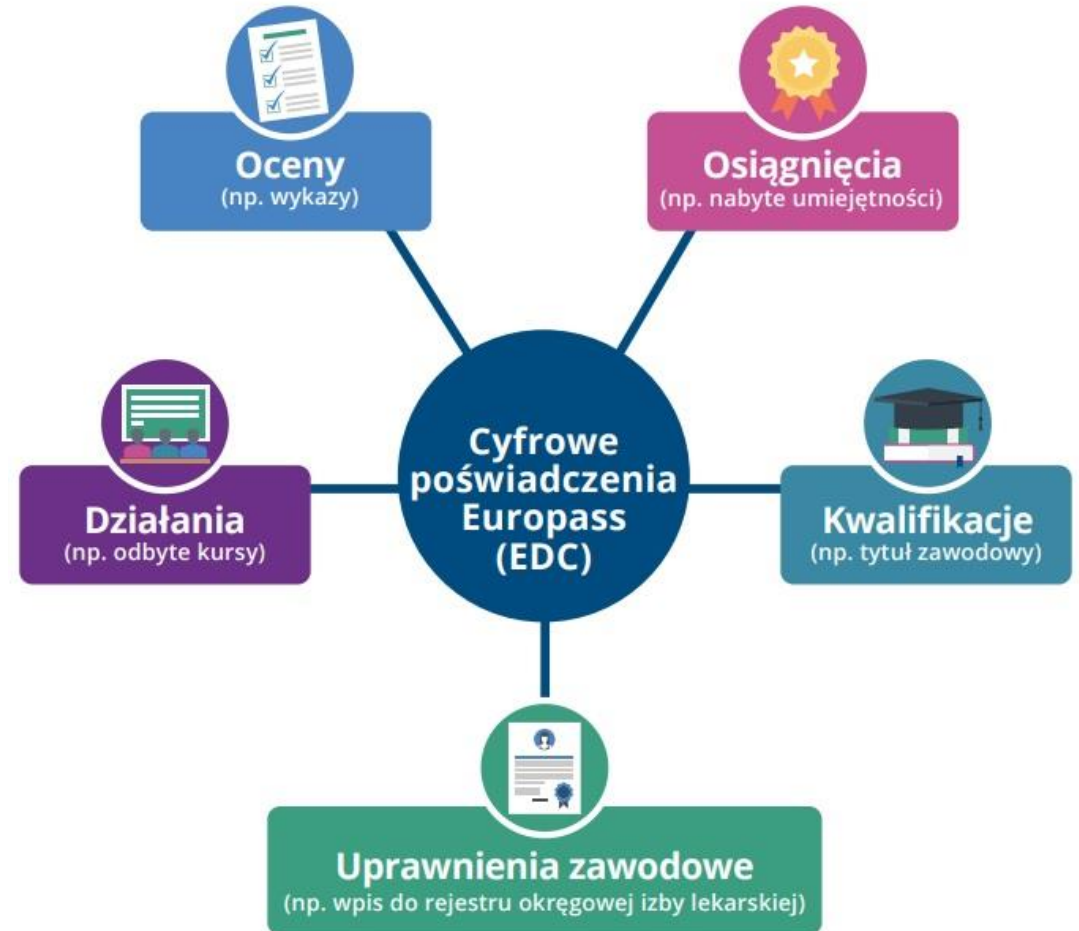 Oceny
(np. wykazy)
Osiągnięcia
(np. nabyte umiejętności)
Cyfrowe
poświadczenia
Europass
(EDC)
Działania
(np. odbyte kursy)
Kwalifikacje
(np. tytuł zawodowy)
Uprawnienia zawodowe
(np. wpis do rejestru okręgowej izby lekarskiej)